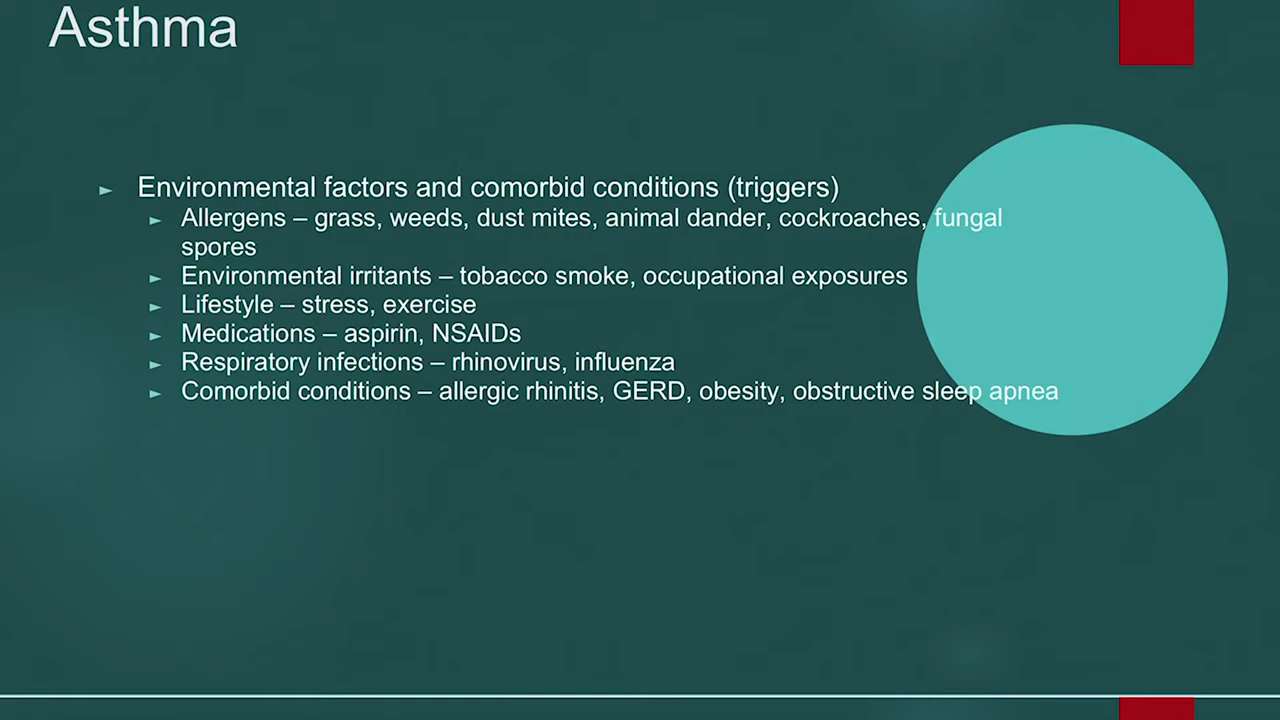 Asthma
► Environmental factors and comorbid conditions (triggers)
► Allergens – grass, weeds, dust mites, animal dander, cockroaches, fungal
spores
► Environmental irritants – tobacco smoke, occupational exposures
► Lifestyle – stress, exercise
► Medications – aspirin, NSAIDs
► Respiratory infections – rhinovirus, influenza
► Comorbid conditions – allergic rhinitis, GERD, obesity, obstructive sleep apnea